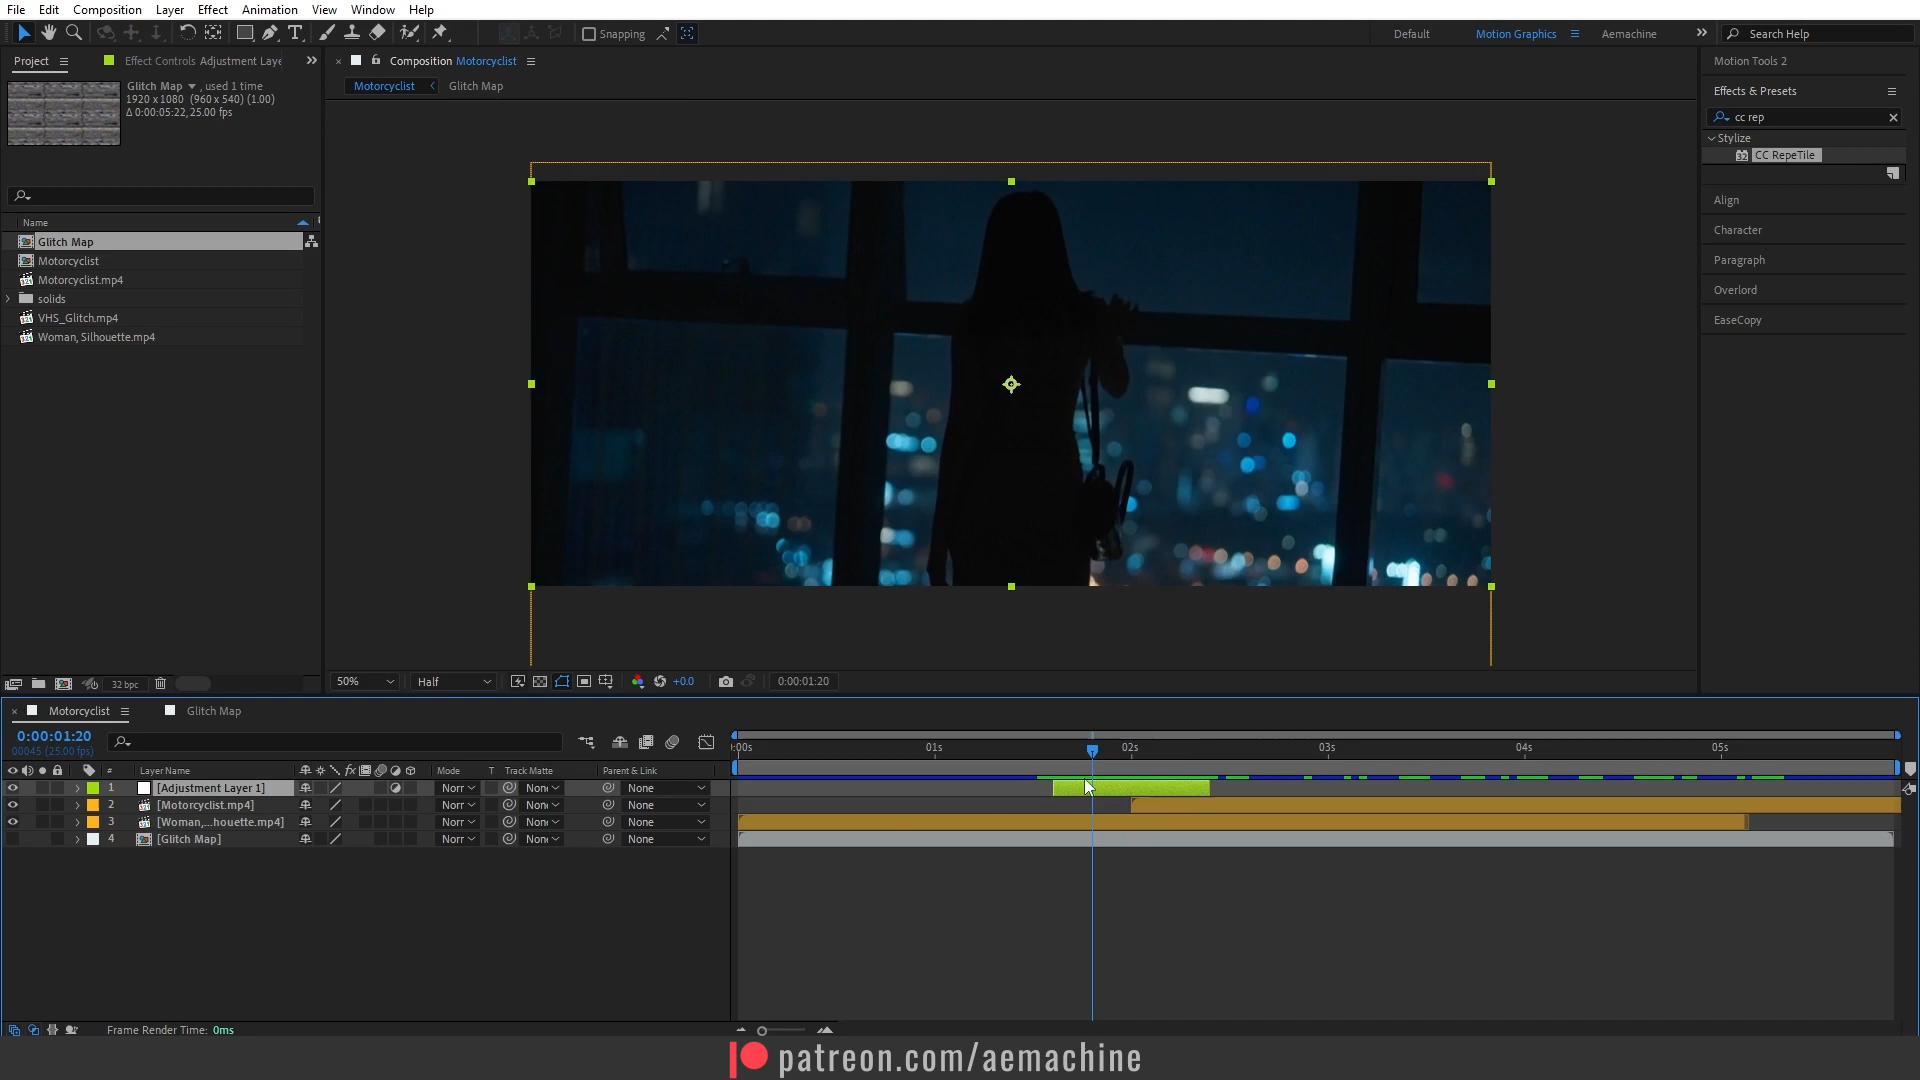 File Edit Composition Layer Effect Animation View Window Help
Snapping Default Motion Graphics Aemachine Search Help
Project Effect Controls Adjustment Laye
Composition Motorcyclist
Motion Tools 2
Glitch Map , used 1 time
1920 x 1080 (960 x 540) (1.00)
Δ 0:00:05:22, 25.00 fps
Motorcyclist Glitch Map
Effects & Presets
cc rep
Stylize
32 CC RepeTile
Name
Glitch Map
Motorcyclist
Motorcyclist.mp4
solids
VHS_Glitch.mp4
Woman, Silhouette.mp4
Align
Character
Paragraph
Overlord
EaseCopy
32 bpc
50% Half +0.0 0:00:01:20
Motorcyclist Glitch Map
0:00:01:20
00045 (25.00 fps)
:00s 01s 02s 03s 04s 05s
# Layer Name fx Mode T Track Matte Parent & Link
1 [Adjustment Layer 1] Norr None None
2 [Motorcyclist.mp4] Norr None None
3 [Woman,...houette.mp4] Norr None None
4 [Glitch Map] Norr None None
Frame Render Time: 0ms
patreon.com/aemachine